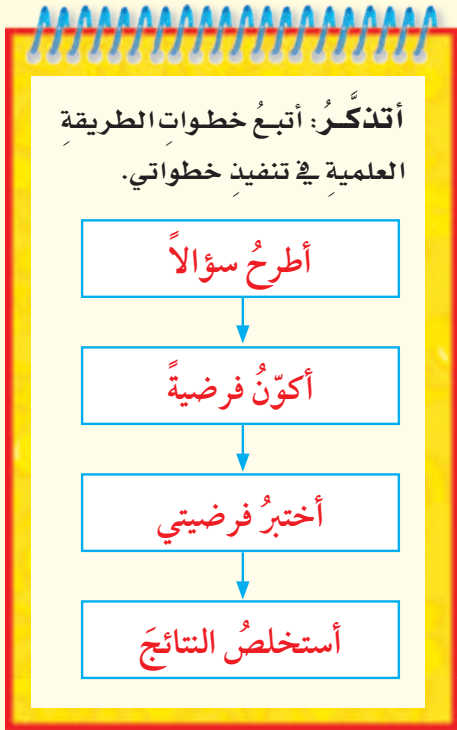 أتذكَّرُ: أتبعُ خطواتِ الطريقةِ
العلميةِ في تنفيذِ خطواتي.
أطرحُ سؤالاً
أكوّنُ فرضيةً
أختبرُ فرضيتي
أستخلصُ النتائجَ